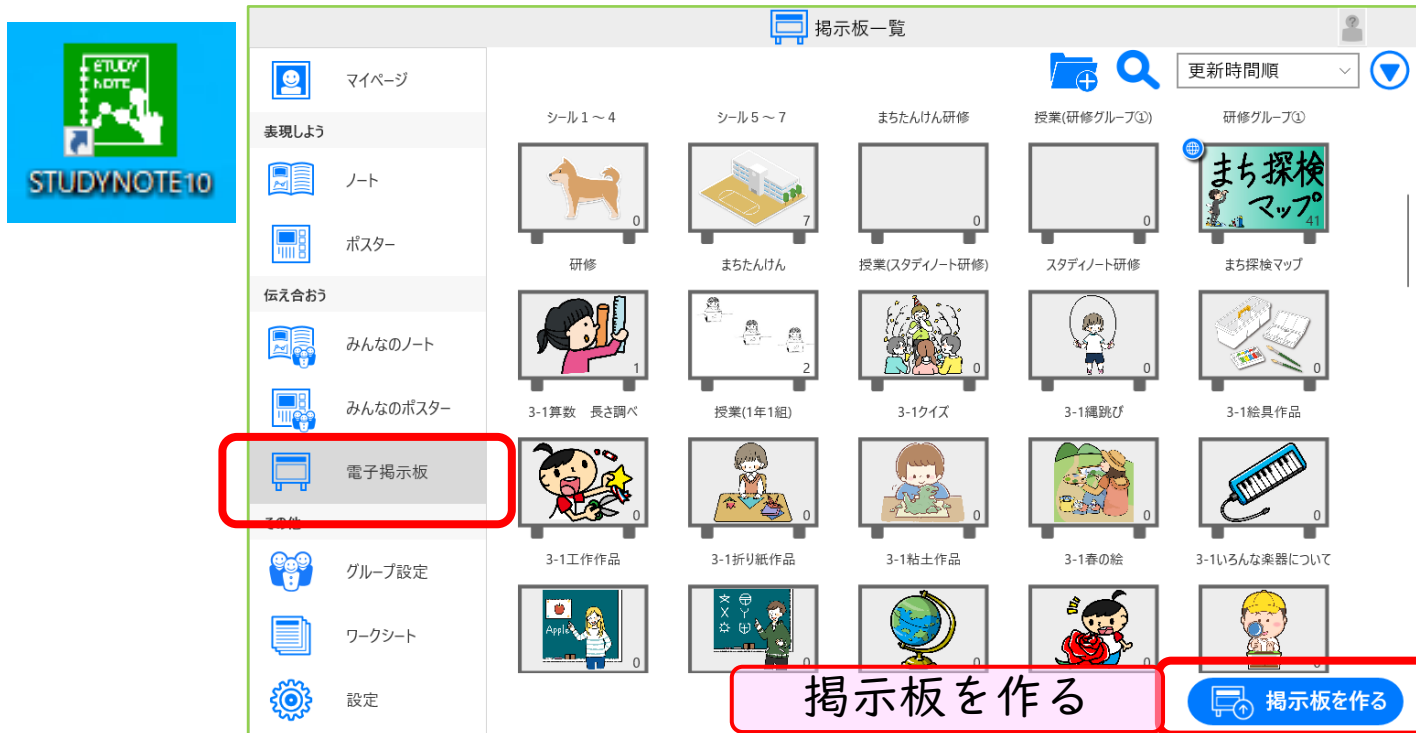 STUDY
NOTE
STUDYNOTE10
掲示板一覧
マイページ
表現しよう
ノート
ポスター
伝え合おう
みんなのノート
みんなのポスター
電子掲示板
その他
グループ設定
ワークシート
設定
更新時間順
シール1～4
シール5～7
まちたんけん研修
授業(研修グループ①)
研修グループ①
0
7
0
0
まち探検
マップ
41
研修
まちたんけん
授業(スタディノート研修)
スタディノート研修
まち探検マップ
1
2
0
0
0
3-1算数　長さ調べ
授業(1年1組)
3-1クイズ
3-1縄跳び
3-1絵具作品
0
0
0
0
0
3-1工作作品
3-1折り紙作品
3-1粘土作品
3-1春の絵
3-1いろんな楽器について
Apple
0
0
0
0
0
掲示板を作る
掲示板を作る